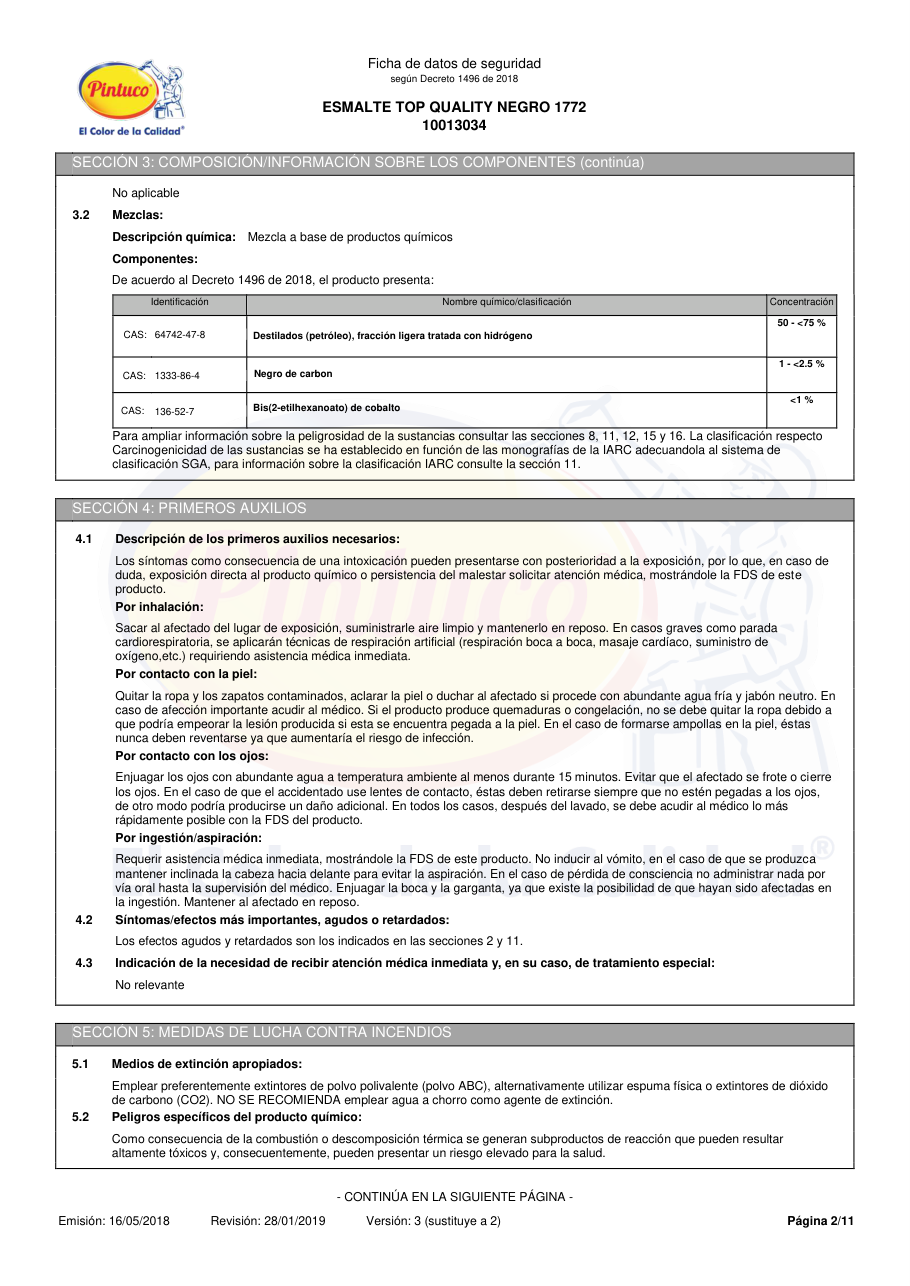 Pintuco®
El Color de la Calidad®
Ficha de datos de seguridad
según Decreto 1496 de 2018
ESMALTE TOP QUALITY NEGRO 1772
10013034
SECCIÓN 3: COMPOSICIÓN/INFORMACIÓN SOBRE LOS COMPONENTES (continúa)
No aplicable
3.2 Mezclas:
Descripción química: Mezcla a base de productos químicos
Componentes:
De acuerdo al Decreto 1496 de 2018, el producto presenta:
Identificación Nombre químico/clasificación Concentración
CAS: 64742-47-8 Destilados (petróleo), fracción ligera tratada con hidrógeno 50 - <75 %
CAS: 1333-86-4 Negro de carbon 1 - <2.5 %
CAS: 136-52-7 Bis(2-etilhexanoato) de cobalto <1 %
Para ampliar información sobre la peligrosidad de la sustancias consultar las secciones 8, 11, 12, 15 y 16. La clasificación respecto
Carcinogenicidad de las sustancias se ha establecido en función de las monografías de la IARC adecuandola al sistema de
clasificación SGA, para información sobre la clasificación IARC consulte la sección 11.
SECCIÓN 4: PRIMEROS AUXILIOS
4.1 Descripción de los primeros auxilios necesarios:
Los síntomas como consecuencia de una intoxicación pueden presentarse con posterioridad a la exposición, por lo que, en caso de
duda, exposición directa al producto químico o persistencia del malestar solicitar atención médica, mostrándole la FDS de este
producto.
Por inhalación:
Sacar al afectado del lugar de exposición, suministrarle aire limpio y mantenerlo en reposo. En casos graves como parada
cardiorespiratoria, se aplicarán técnicas de respiración artificial (respiración boca a boca, masaje cardíaco, suministro de
oxígeno,etc.) requiriendo asistencia médica inmediata.
Por contacto con la piel:
Quitar la ropa y los zapatos contaminados, aclarar la piel o duchar al afectado si procede con abundante agua fría y jabón neutro. En
caso de afección importante acudir al médico. Si el producto produce quemaduras o congelación, no se debe quitar la ropa debido a
que podría empeorar la lesión producida si esta se encuentra pegada a la piel. En el caso de formarse ampollas en la piel, éstas
nunca deben reventarse ya que aumentaría el riesgo de infección.
Por contacto con los ojos:
Enjuagar los ojos con abundante agua a temperatura ambiente al menos durante 15 minutos. Evitar que el afectado se frote o cierre
los ojos. En el caso de que el accidentado use lentes de contacto, éstas deben retirarse siempre que no estén pegadas a los ojos,
de otro modo podría producirse un daño adicional. En todos los casos, después del lavado, se debe acudir al médico lo más
rápidamente posible con la FDS del producto.
Por ingestión/aspiración:
Requerir asistencia médica inmediata, mostrándole la FDS de este producto. No inducir al vómito, en el caso de que se produzca
mantener inclinada la cabeza hacia delante para evitar la aspiración. En el caso de pérdida de consciencia no administrar nada por
vía oral hasta la supervisión del médico. Enjuagar la boca y la garganta, ya que existe la posibilidad de que hayan sido afectadas en
la ingestión. Mantener al afectado en reposo.
4.2 Síntomas/efectos más importantes, agudos o retardados:
Los efectos agudos y retardados son los indicados en las secciones 2 y 11.
4.3 Indicación de la necesidad de recibir atención médica inmediata y, en su caso, de tratamiento especial:
No relevante
SECCIÓN 5: MEDIDAS DE LUCHA CONTRA INCENDIOS
5.1 Medios de extinción apropiados:
Emplear preferentemente extintores de polvo polivalente (polvo ABC), alternativamente utilizar espuma física o extintores de dióxido
de carbono (CO2). NO SE RECOMIENDA emplear agua a chorro como agente de extinción.
5.2 Peligros específicos del producto químico:
Como consecuencia de la combustión o descomposición térmica se generan subproductos de reacción que pueden resultar
altamente tóxicos y, consecuentemente, pueden presentar un riesgo elevado para la salud.
- CONTINÚA EN LA SIGUIENTE PÁGINA -
Emisión: 16/05/2018 Revisión: 28/01/2019 Versión: 3 (sustituye a 2) Página 2/11